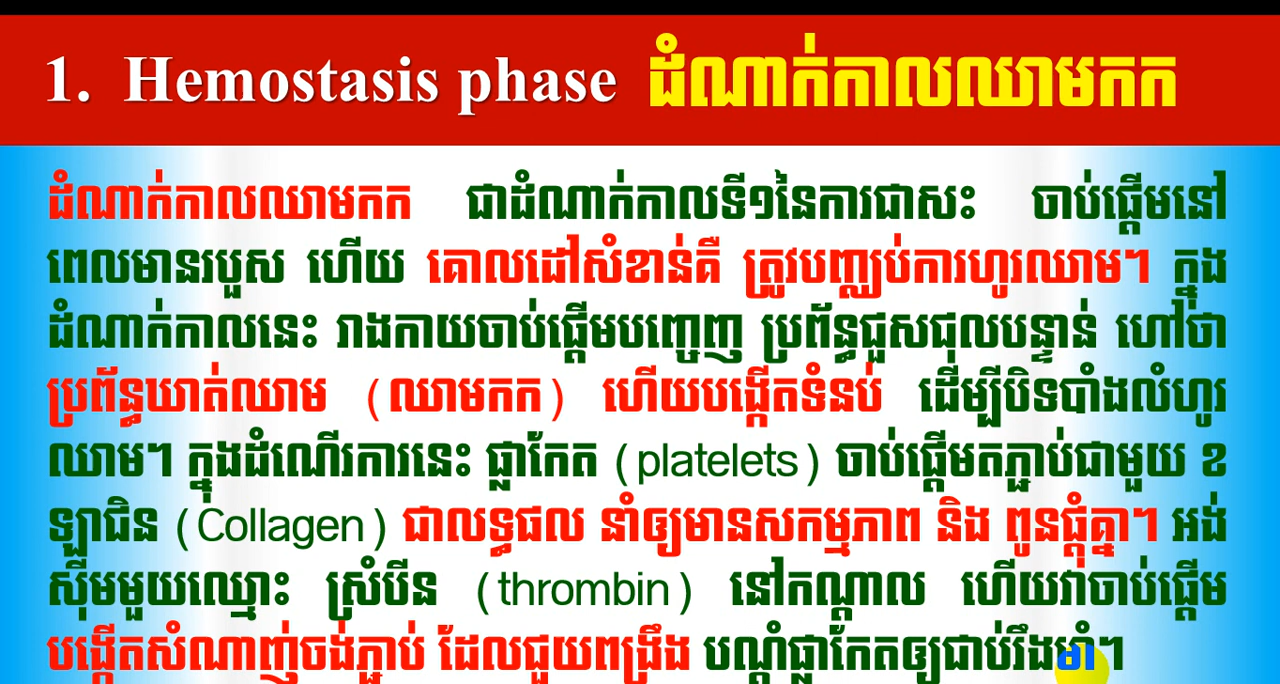 1. Hemostasis phase ដំណាក់កាលឈាមកក
ដំណាក់កាលឈាមកក ជាដំណាក់កាលទី១នៃការជាសះ ចាប់ផ្តើមនៅ
ពេលមានរបួស ហើយ គោលដៅសំខាន់គឺ ត្រូវបញ្ឈប់ការហូរឈាម។ ក្នុង
ដំណាក់កាលនេះ រាងកាយចាប់ផ្តើមបញ្ចេញ ប្រព័ន្ធជួសជុលបន្ទាន់ ហៅថា
ប្រព័ន្ធឃាត់ឈាម (ឈាមកក) ហើយបង្កើតទំនប់ ដើម្បីបិទបាំងលំហូរ
ឈាម។ ក្នុងដំណើរការនេះ ផ្លាកែត (platelets) ចាប់ផ្តើមតភ្ជាប់ជាមួយ ខ
ឡាជិន (Collagen) ជាលទ្ធផល នាំឲ្យមានសកម្មភាព និង ពូនផ្តុំគ្នា។ អង់
ស៊ីមមួយឈ្មោះ ស្រំបីន (thrombin) នៅកណ្តាល ហើយវាចាប់ផ្តើម
បង្កើតសំណាញ់ចង់ភ្ជាប់ ដែលជួយពង្រឹង បណ្តុំផ្លាកែតឲ្យជាប់រឹងមាំ។